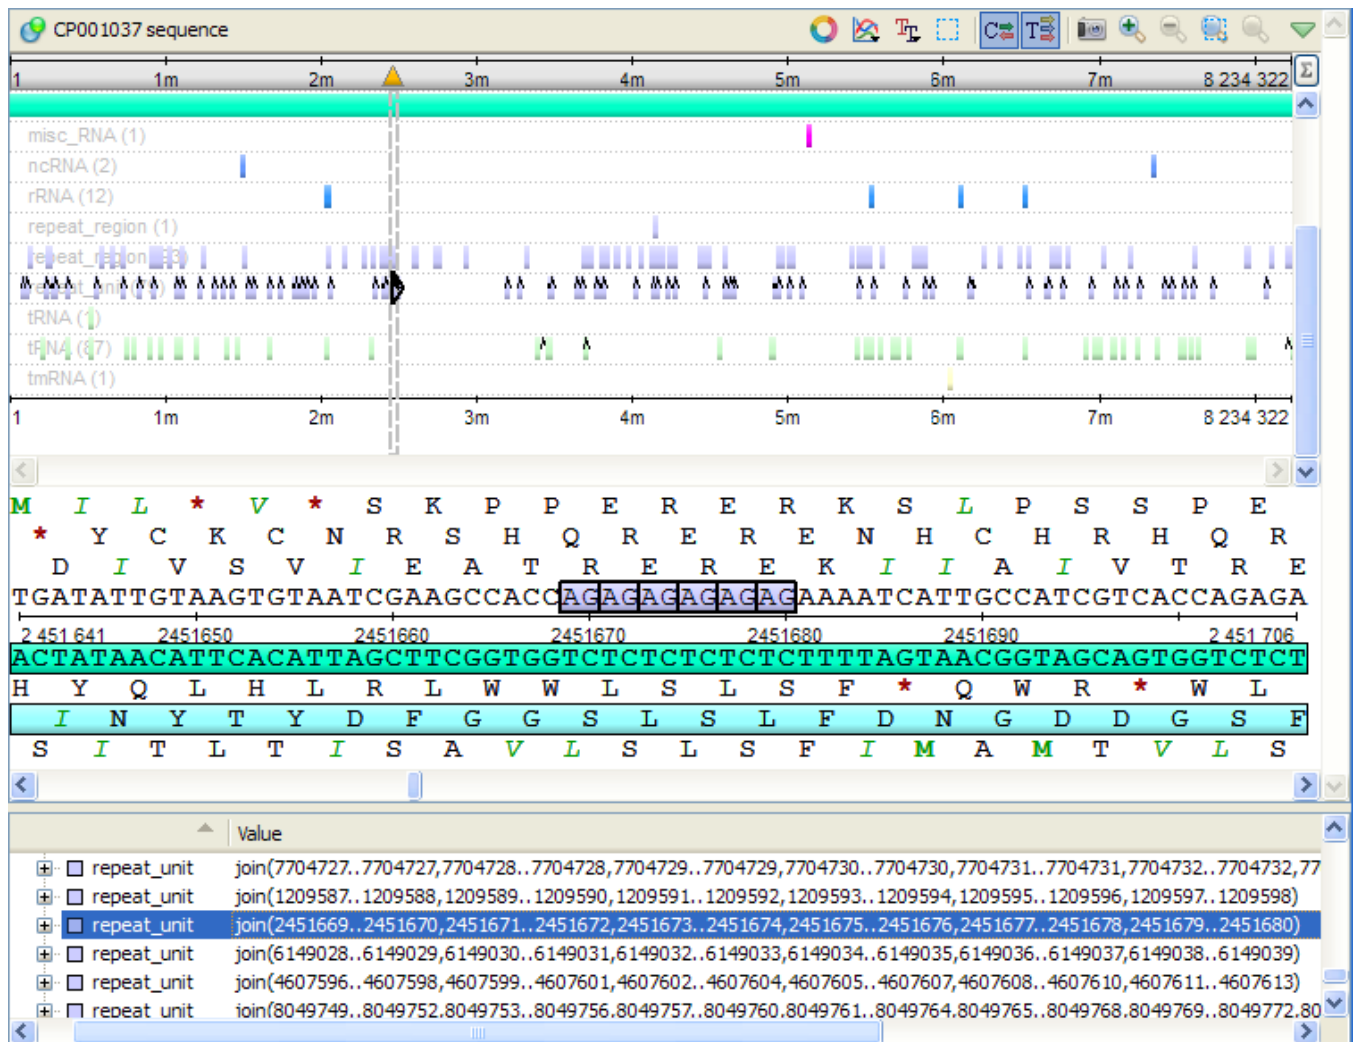 CP001037 sequence
C T
1 1m 2m 3m 4m 5m 6m 7m 8 234 322 Σ
misc_RNA (1)
ncRNA (2)
rRNA (12)
repeat_region (1)
repeat_region
tRNA
tRNA (87)
tmRNA (1)
1 1m 2m 3m 4m 5m 6m 7m 8 234 322
M I L * V * S K P P E R E R K S L P S S P E
* Y C K C N R S H Q R E R E N H C H R H Q R
D I V S V I E A T R E R E K I I A I V T R E
TGATATTGTAAGTGTAATCGAAGCCACCAGAGAGAGAGAGAAAATCATTGCCATCGTCACCAGAGA
2 451 641 2451650 2451660 2451670 2451680 2451690 2 451 706
ACTATAACATTCACATTAGCTTCGGTGGTCTCTCTCTCTCTTTTAGTAACGGTAGCAGTGGTCTCT
H Y Q L H L R L W W L S L S F * Q W R * W L
I N Y T Y D F G G S L S L F D N G D D G S F
S I T L T I S A V L S L S F I M A M T V L S
Value
repeat_unit join(7704727..7704727,7704728..7704728,7704729..7704729,7704730..7704730,7704731..7704731,7704732..7704732,77
repeat_unit join(1209587..1209588,1209589..1209590,1209591..1209592,1209593..1209594,1209595..1209596,1209597..1209598)
repeat_unit join(2451669..2451670,2451671..2451672,2451673..2451674,2451675..2451676,2451677..2451678,2451679..2451680)
repeat_unit join(6149028..6149029,6149030..6149031,6149032..6149033,6149034..6149035,6149036..6149037,6149038..6149039)
repeat_unit join(4607596..4607598,4607599..4607601,4607602..4607604,4607605..4607607,4607608..4607610,4607611..4607613)
repeat_unit join(8049749..8049752,8049753..8049756,8049757..8049760,8049761..8049764,8049765..8049768,8049769..8049772,80